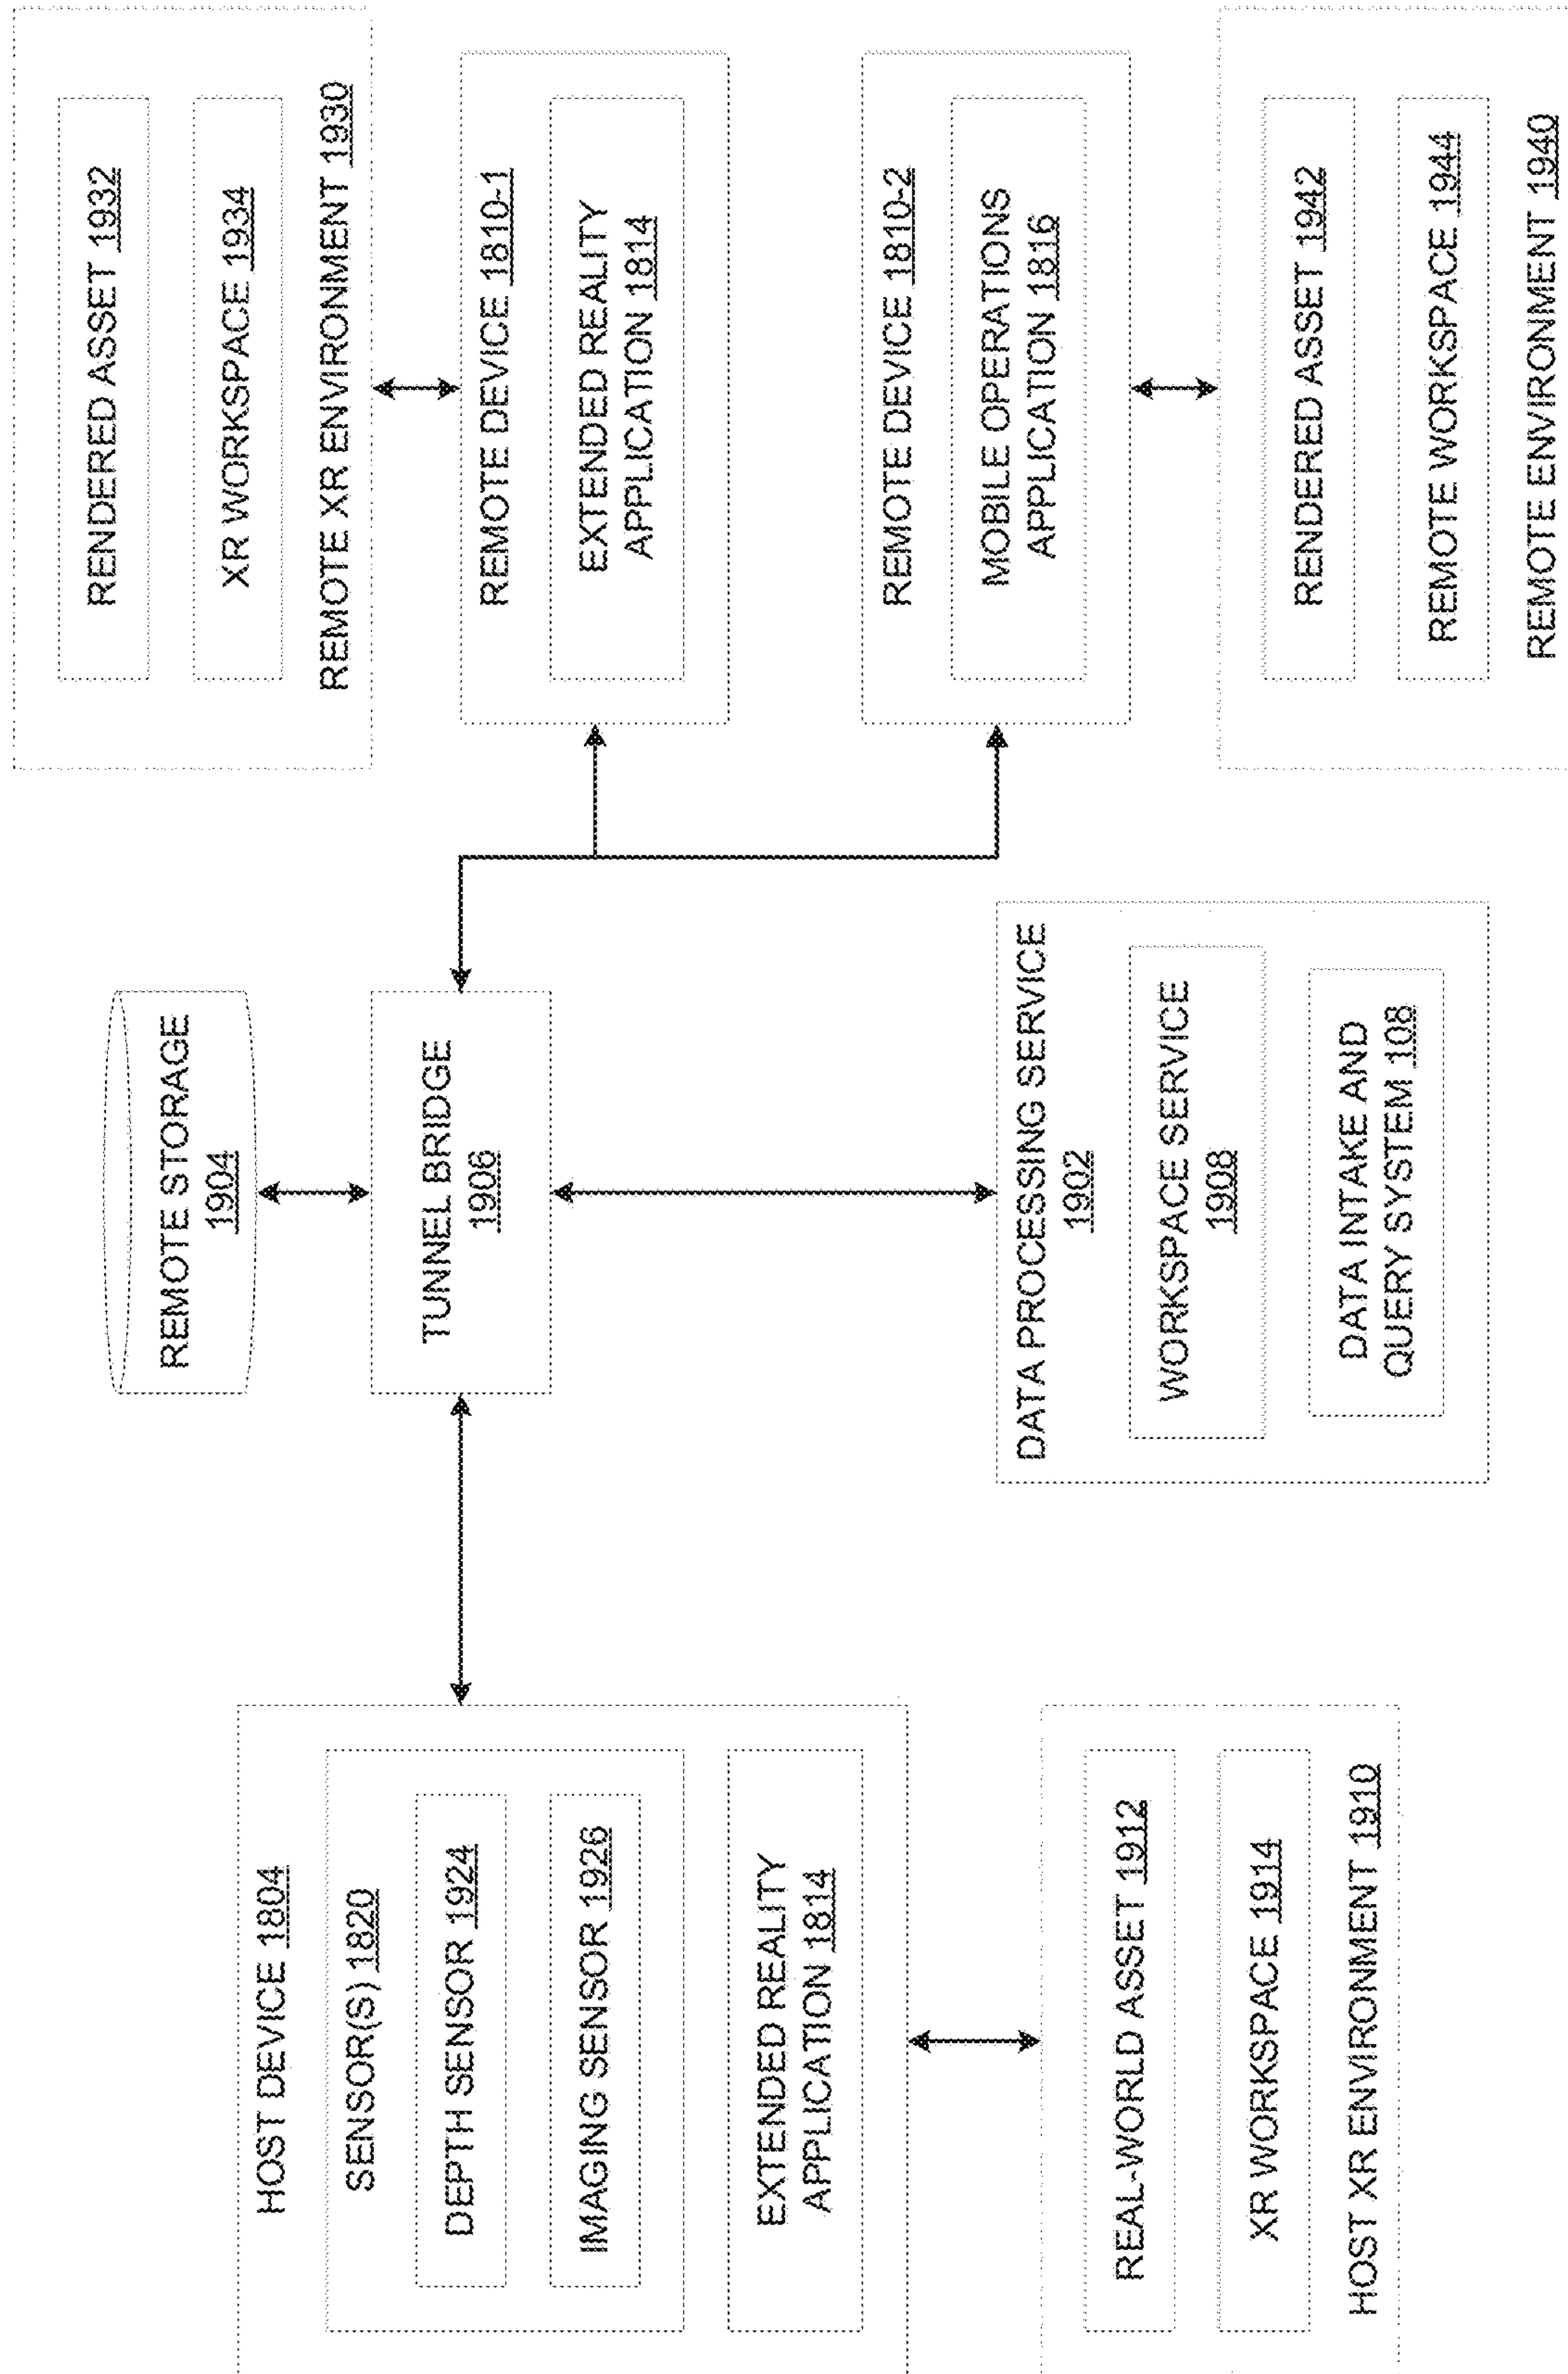 HOST DEVICE 1804
SENSOR(S) 1820
DEPTH SENSOR 1924
IMAGING SENSOR 1926
EXTENDED REALITY
APPLICATION 1814
REAL-WORLD ASSET 1912
XR WORKSPACE 1914
HOST XR ENVIRONMENT 1910
REMOTE STORAGE
1904
TUNNEL BRIDGE
1906
DATA PROCESSING SERVICE
1902
WORKSPACE SERVICE
1908
DATA INTAKE AND
QUERY SYSTEM 108
RENDERED ASSET 1932
XR WORKSPACE 1934
REMOTE XR ENVIRONMENT 1930
REMOTE DEVICE 1810-1
EXTENDED REALITY
APPLICATION 1814
REMOTE DEVICE 1810-2
MOBILE OPERATIONS
APPLICATION 1816
RENDERED ASSET 1942
REMOTE WORKSPACE 1944
REMOTE ENVIRONMENT 1940